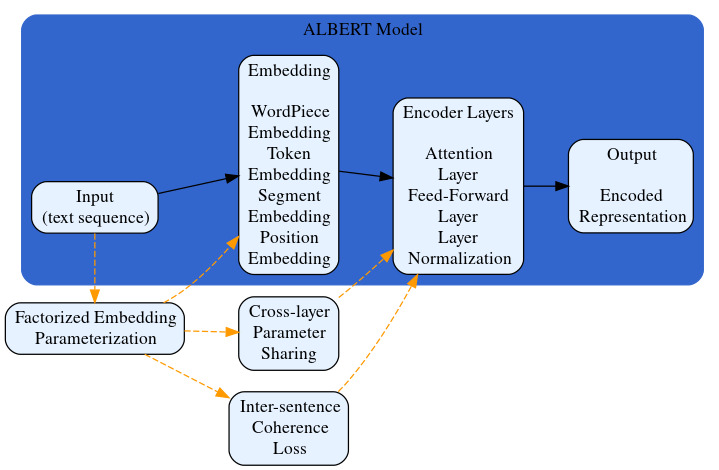 ALBERT Model
Input
(text sequence)
Embedding
WordPiece
Embedding
Token
Embedding
Segment
Embedding
Position
Embedding
Encoder Layers
Attention
Layer
Feed-Forward
Layer
Layer
Normalization
Output
Encoded
Representation
Factorized Embedding
Parameterization
Cross-layer
Parameter
Sharing
Inter-sentence
Coherence
Loss